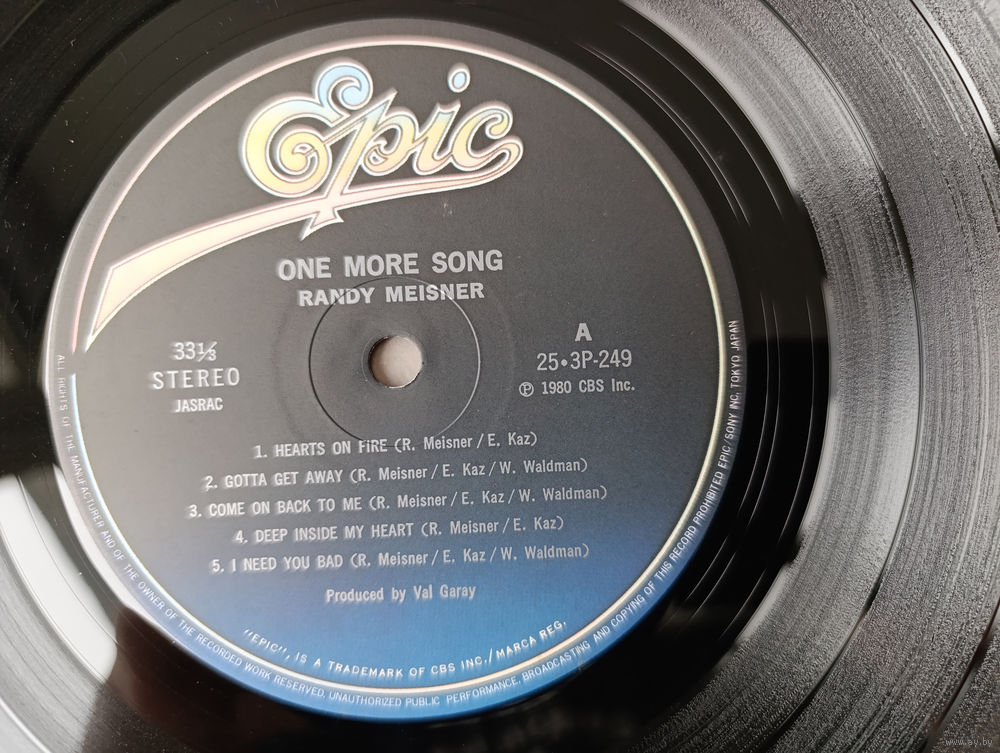 Epic
ONE MORE SONG
RANDY MEISNER
33⅓
STEREO
JASRAC
A
25•3P-249
Ⓟ 1980 CBS Inc.
1. HEARTS ON FIRE (R. Meisner / E. Kaz)
2. GOTTA GET AWAY (R. Meisner / E. Kaz / W. Waldman)
3. COME ON BACK TO ME (R. Meisner / E. Kaz / W. Waldman)
4. DEEP INSIDE MY HEART (R. Meisner / E. Kaz)
5. I NEED YOU BAD (R. Meisner / E. Kaz / W. Waldman)
Produced by Val Garay
"EPIC", IS A TRADEMARK OF CBS INC./MARCA REG.
ALL RIGHTS OF THE MANUFACTURER AND OF THE OWNER OF THE RECORDED WORK RESERVED. UNAUTHORIZED PUBLIC PERFORMANCE, BROADCASTING AND COPYING OF THIS RECORD PROHIBITED EPIC/SONY INC. TOKYO JAPAN
www.ay.by